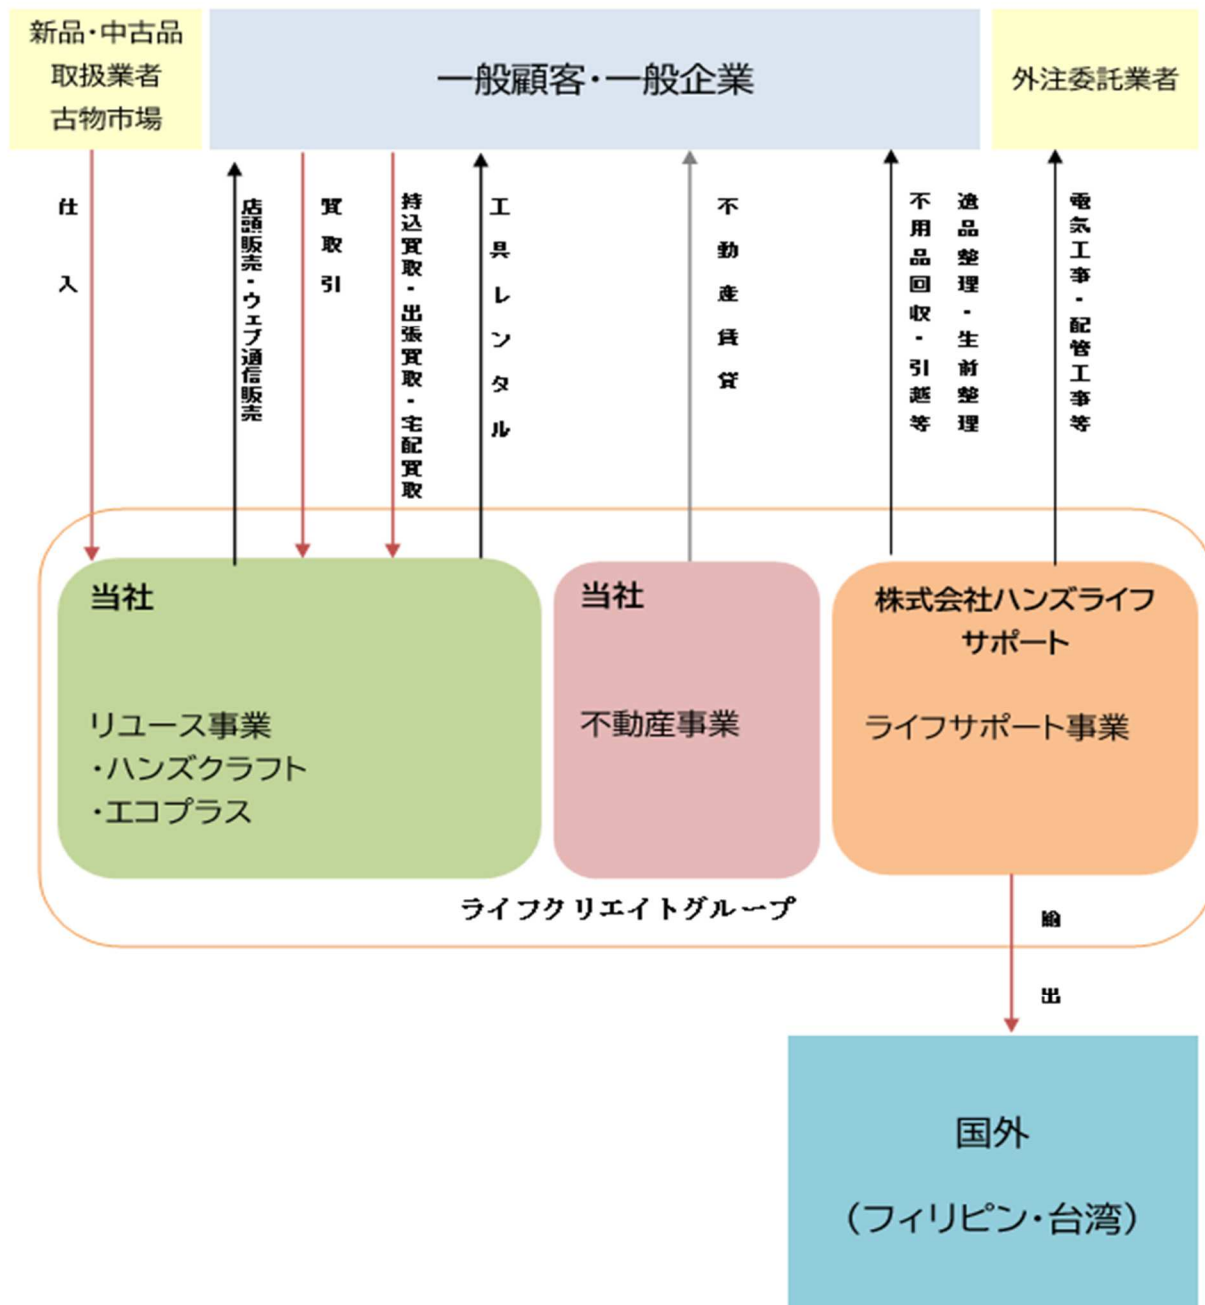 新品・中古品
取扱業者
古物市場
一般顧客・一般企業
外注委託業者
仕入
店頭販売・ウェブ通信販売
質取引
持込買取・出張買取・宅配買取
工具レンタル
不動産賃貸
遺品整理・生前整理
不用品回収・引越等
電気工事・配管工事等
当社
リユース事業
・ハンズクラフト
・エコプラス
当社
不動産事業
株式会社ハンズライフ
サポート
ライフサポート事業
ライフクリエイトグループ
輸出
国外
（フィリピン・台湾）